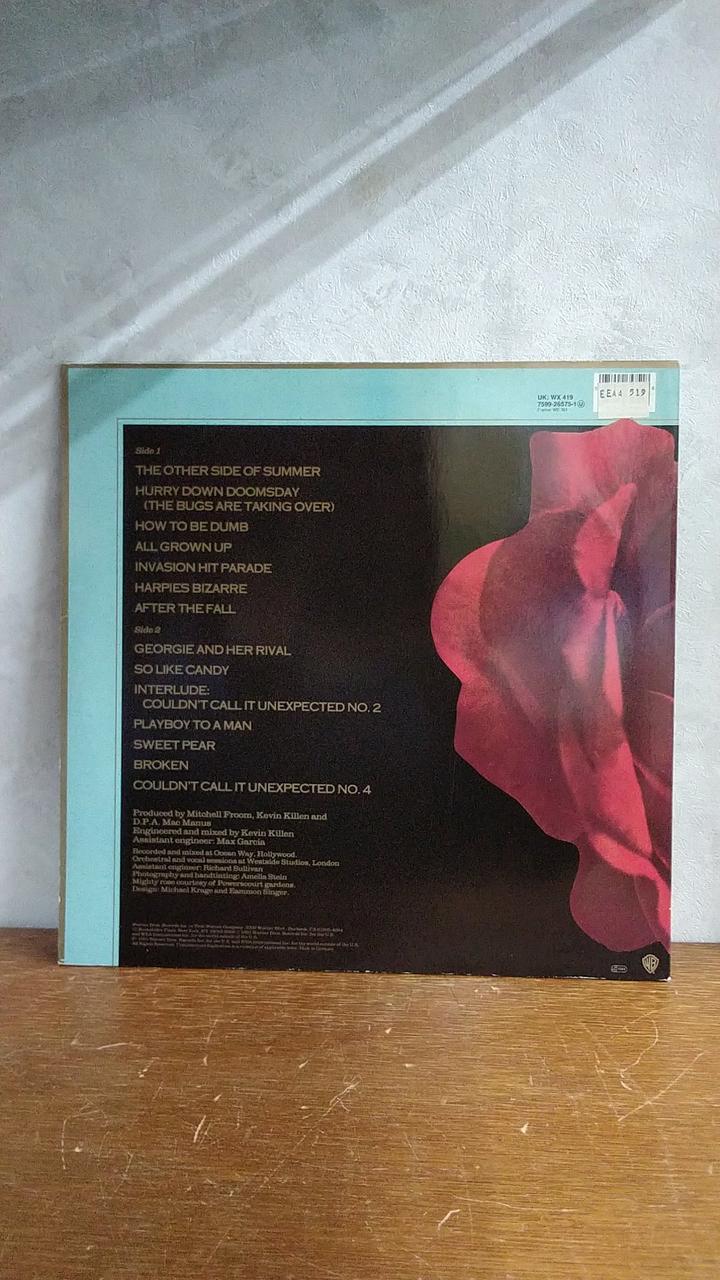 UK: WX 419
7599-26575-1
EEA4 519
Side 1
THE OTHER SIDE OF SUMMER
HURRY DOWN DOOMSDAY
(THE BUGS ARE TAKING OVER)
HOW TO BE DUMB
ALL GROWN UP
INVASION HIT PARADE
HARPIES BIZARRE
AFTER THE FALL
Side 2
GEORGIE AND HER RIVAL
SO LIKE CANDY
INTERLUDE:
COULDN'T CALL IT UNEXPECTED NO. 2
PLAYBOY TO A MAN
SWEET PEAR
BROKEN
COULDN'T CALL IT UNEXPECTED NO. 4
Produced by Mitchell Froom, Kevin Killen and
D.P.A. Mac Manus
Engineered and mixed by Kevin Killen
Assistant engineer: Max Garcia
Recorded and mixed at Ocean Way, Hollywood.
Orchestral and vocal sessions at Westside Studios, London
Assistant engineer: Richard Sullivan
Photography and handtinting: Amelia Stein
Mighty rose courtesy of Powerscourt gardens.
Design: Michael Krage and Eammon Singer.